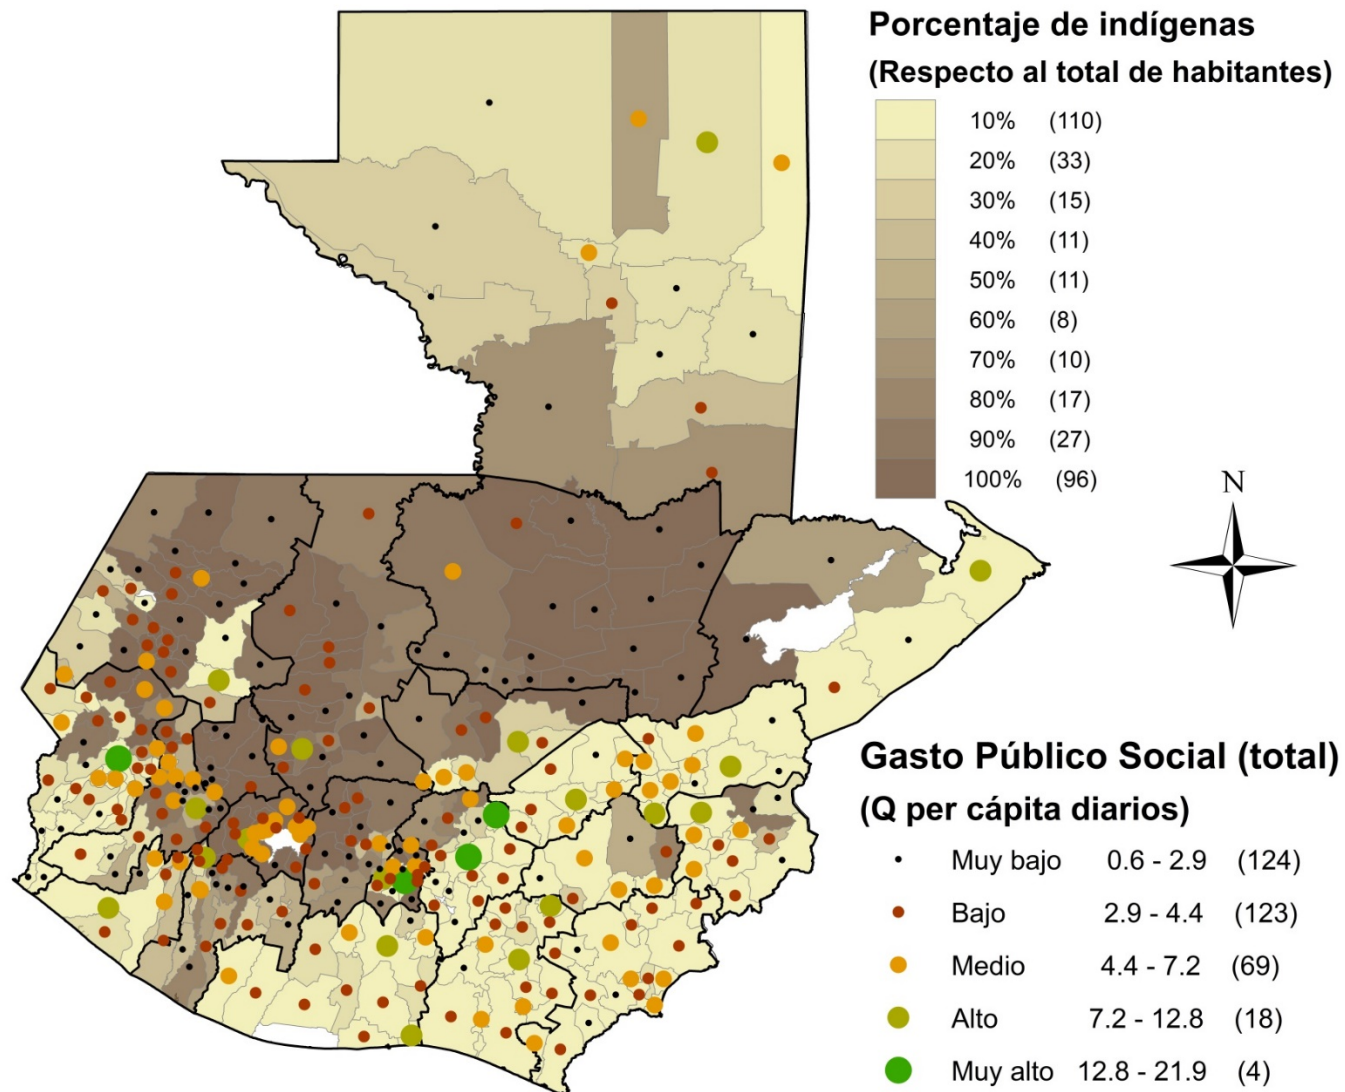 Porcentaje de indígenas
(Respecto al total de habitantes)
10% (110)
20% (33)
30% (15)
40% (11)
50% (11)
60% (8)
70% (10)
80% (17)
90% (27)
100% (96)
N
Gasto Público Social (total)
(Q per cápita diarios)
Muy bajo 0.6 - 2.9 (124)
Bajo 2.9 - 4.4 (123)
Medio 4.4 - 7.2 (69)
Alto 7.2 - 12.8 (18)
Muy alto 12.8 - 21.9 (4)